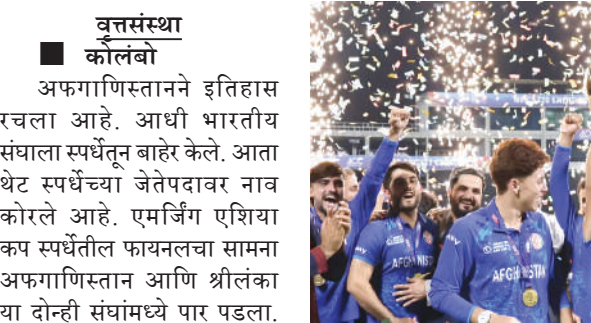 वृत्तसंस्था
■ कोलंबो
अफगाणिस्तानने इतिहास
रचला आहे. आधी भारतीय
संघाला स्पर्धेतून बाहेर केले. आता
थेट स्पर्धेच्या जेतेपदावर नाव
कोरले आहे. एमर्जिंग एशिया
कप स्पर्धेतील फायनलचा सामना
अफगाणिस्तान आणि श्रीलंका
या दोन्ही संघांमध्ये पार पडला.
AFGHANISTAN
AFGHANISTAN